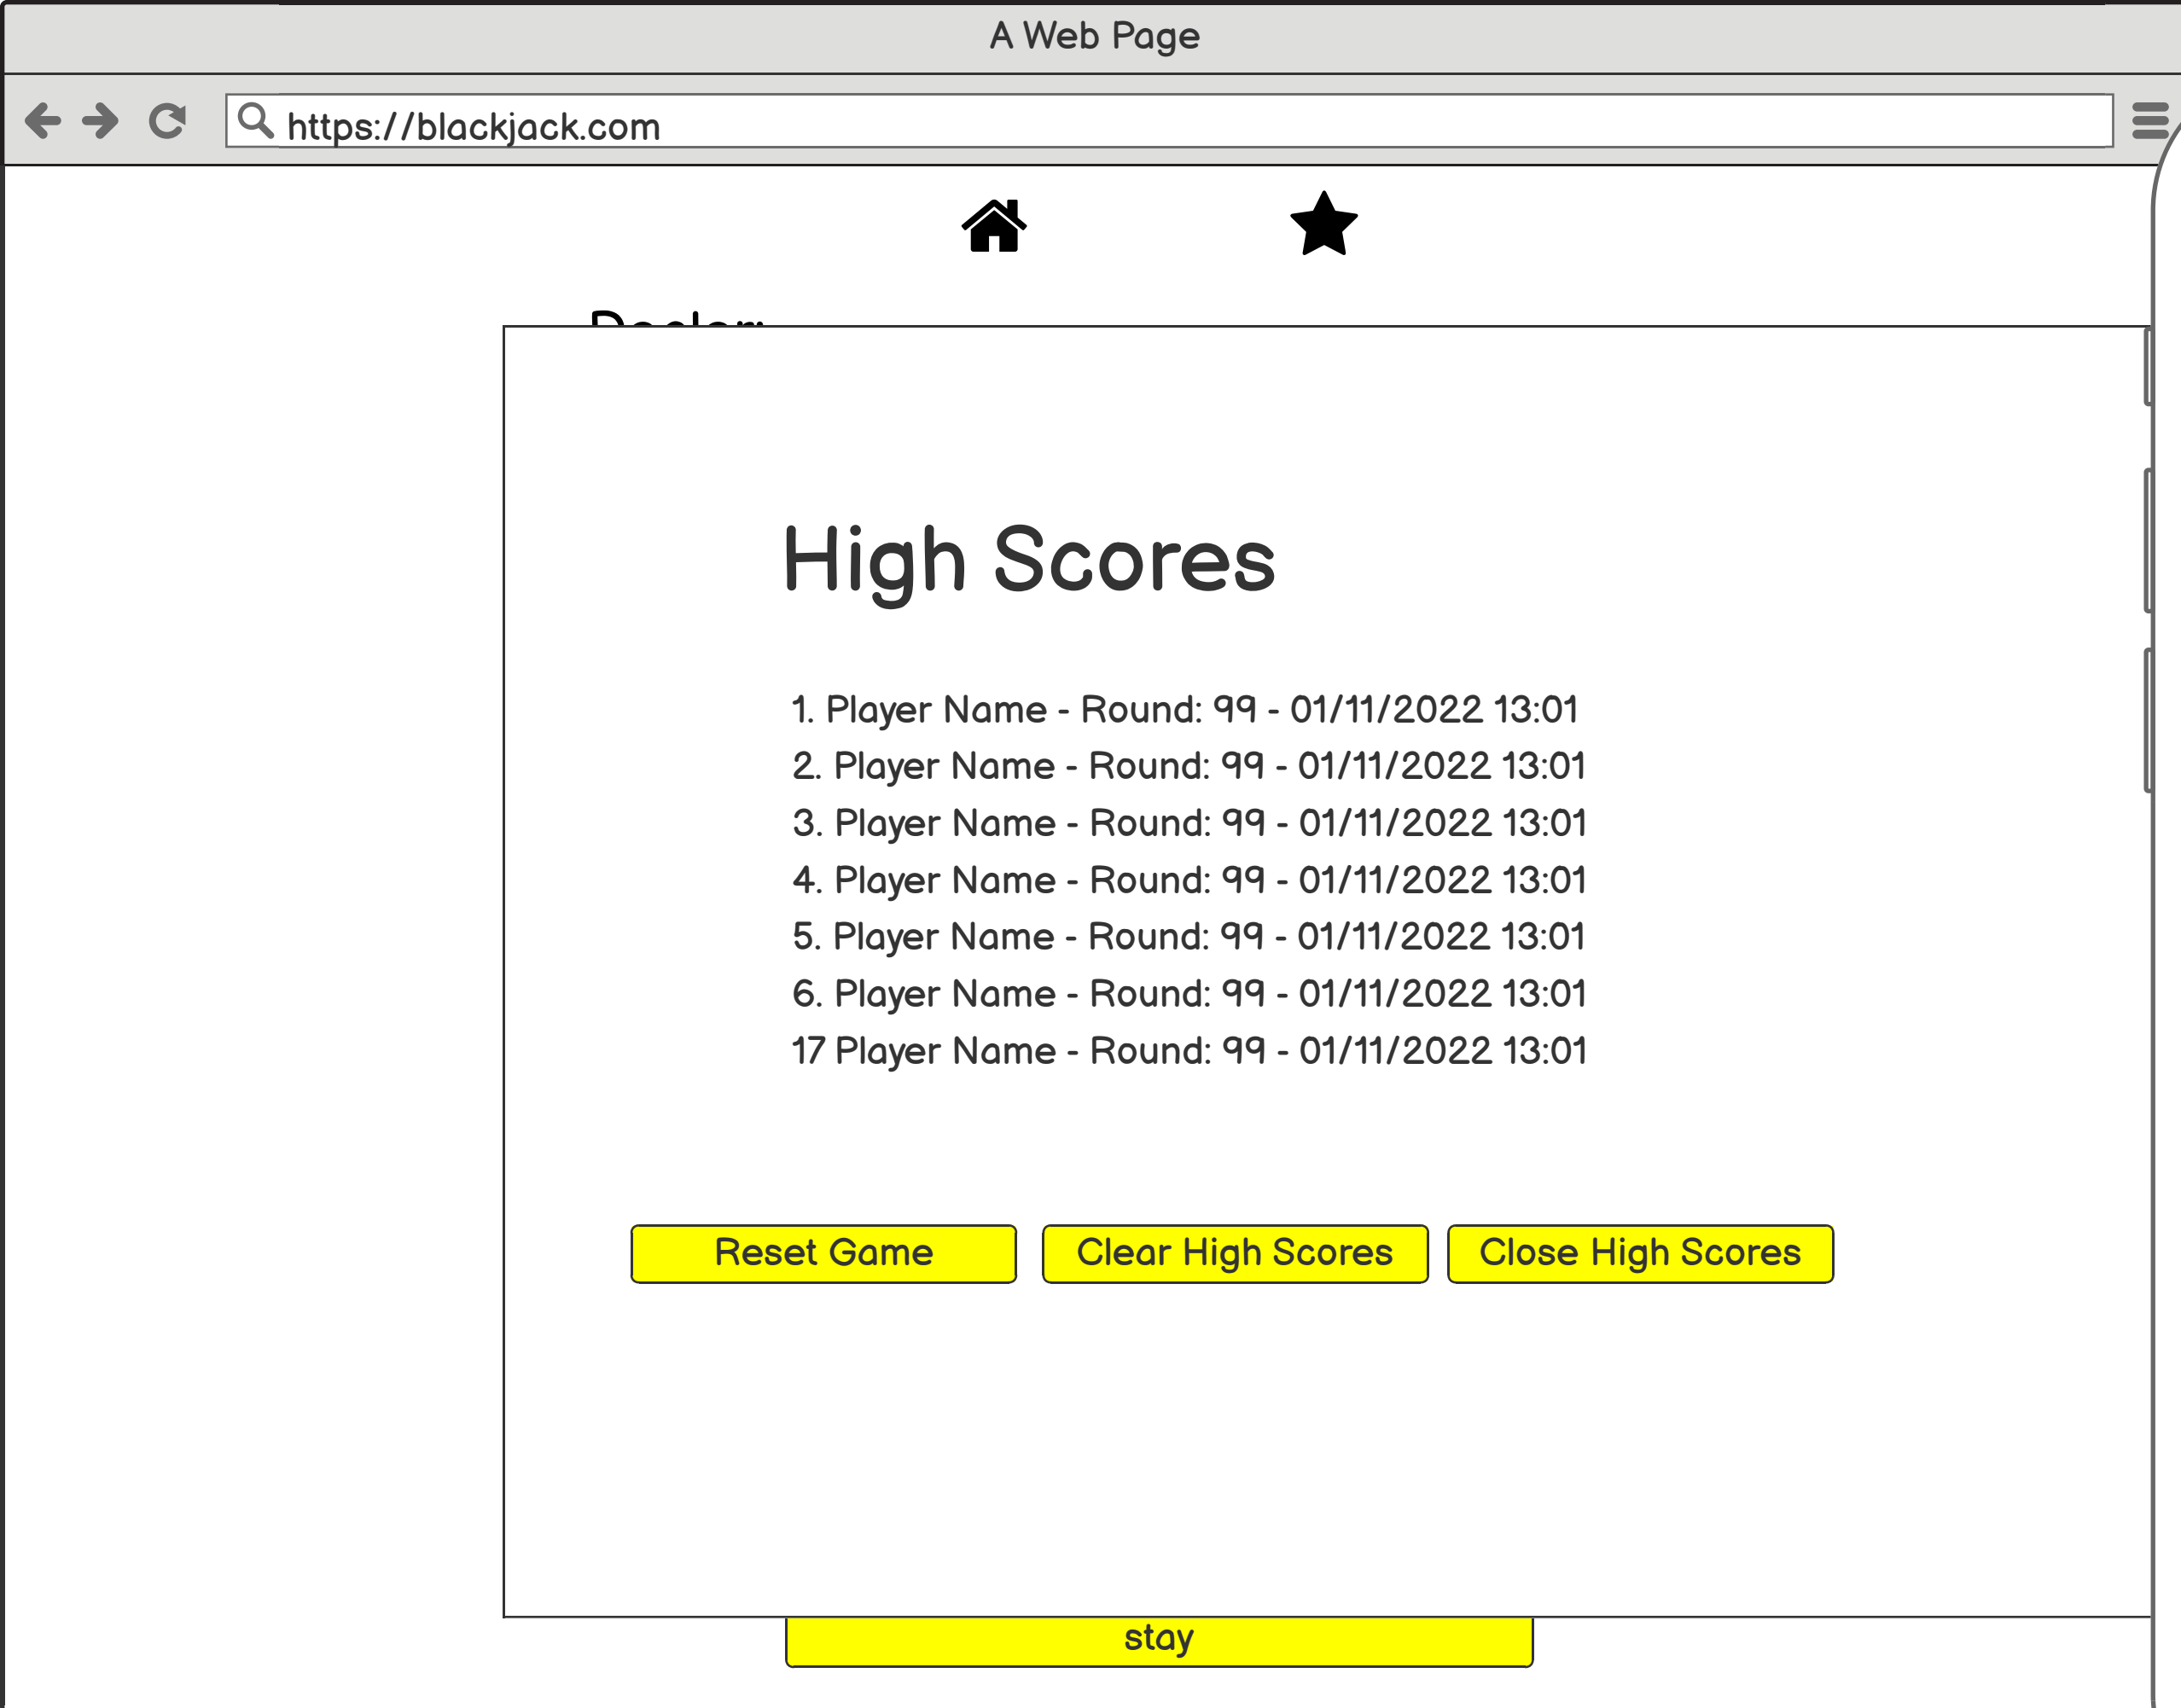 A Web Page
https://blackjack.com
High Scores
1. Player Name - Round: 99 - 01/11/2022 13:01
2. Player Name - Round: 99 - 01/11/2022 13:01
3. Player Name - Round: 99 - 01/11/2022 13:01
4. Player Name - Round: 99 - 01/11/2022 13:01
5. Player Name - Round: 99 - 01/11/2022 13:01
6. Player Name - Round: 99 - 01/11/2022 13:01
17 Player Name - Round: 99 - 01/11/2022 13:01
Reset Game
Clear High Scores
Close High Scores
stay